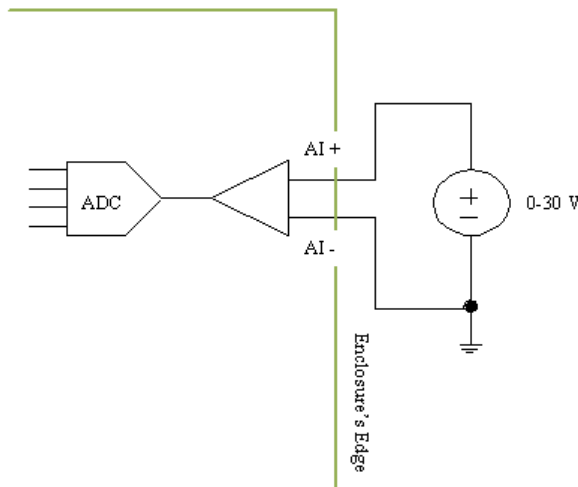 AI +
ADC
0-30 V
AI -
Enclosure's Edge